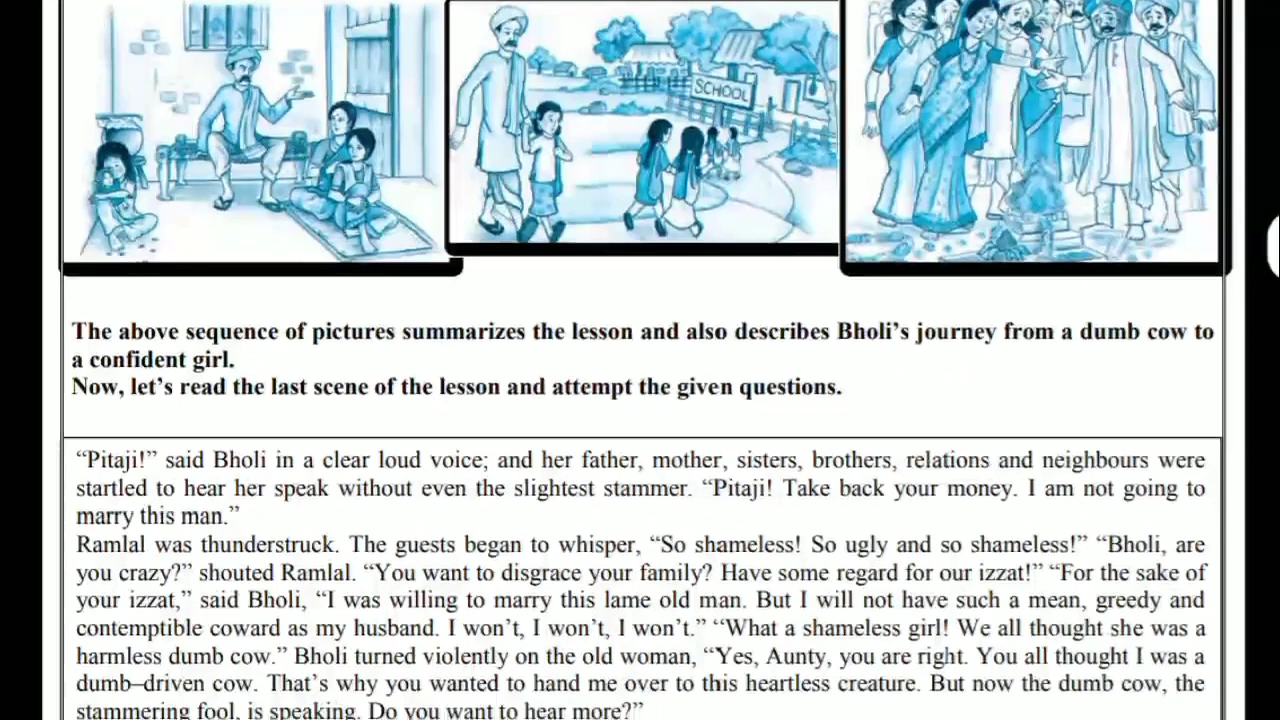 SCHOOL
The above sequence of pictures summarizes the lesson and also describes Bholi’s journey from a dumb cow to
a confident girl.
Now, let’s read the last scene of the lesson and attempt the given questions.
“Pitaji!” said Bholi in a clear loud voice; and her father, mother, sisters, brothers, relations and neighbours were
startled to hear her speak without even the slightest stammer. “Pitaji! Take back your money. I am not going to
marry this man.”
Ramlal was thunderstruck. The guests began to whisper, “So shameless! So ugly and so shameless!” “Bholi, are
you crazy?” shouted Ramlal. “You want to disgrace your family? Have some regard for our izzat!” “For the sake of
your izzat,” said Bholi, “I was willing to marry this lame old man. But I will not have such a mean, greedy and
contemptible coward as my husband. I won’t, I won’t, I won’t.” “What a shameless girl! We all thought she was a
harmless dumb cow.” Bholi turned violently on the old woman, “Yes, Aunty, you are right. You all thought I was a
dumb–driven cow. That’s why you wanted to hand me over to this heartless creature. But now the dumb cow, the
stammering fool, is speaking. Do you want to hear more?”